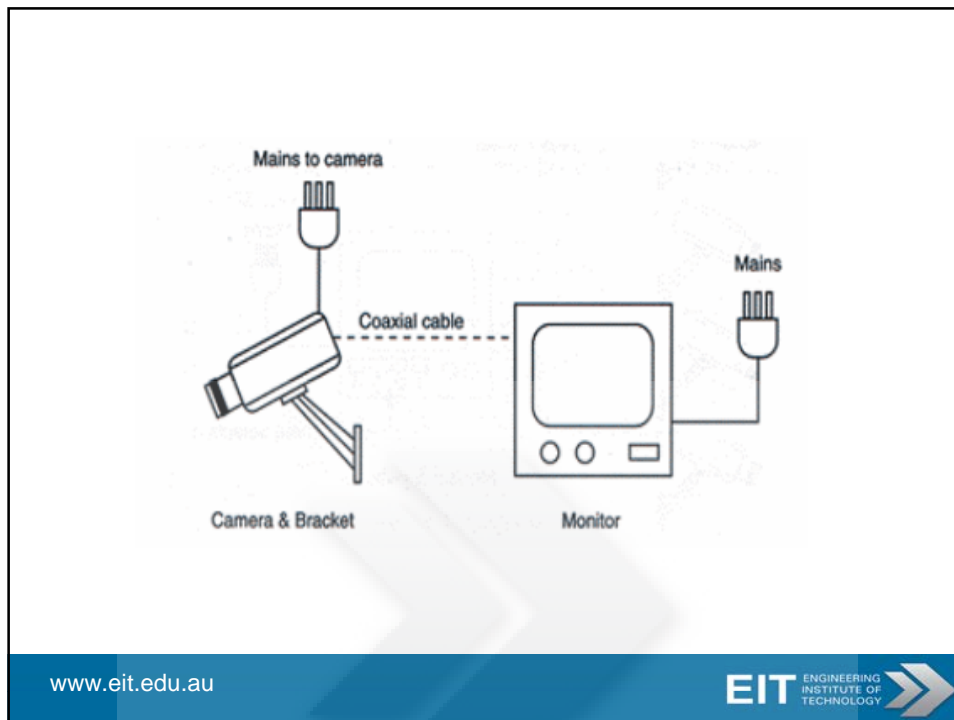 Mains to camera
Mains
Coaxial cable
Camera & Bracket
Monitor
www.eit.edu.au
EIT
ENGINEERING
INSTITUTE OF
TECHNOLOGY